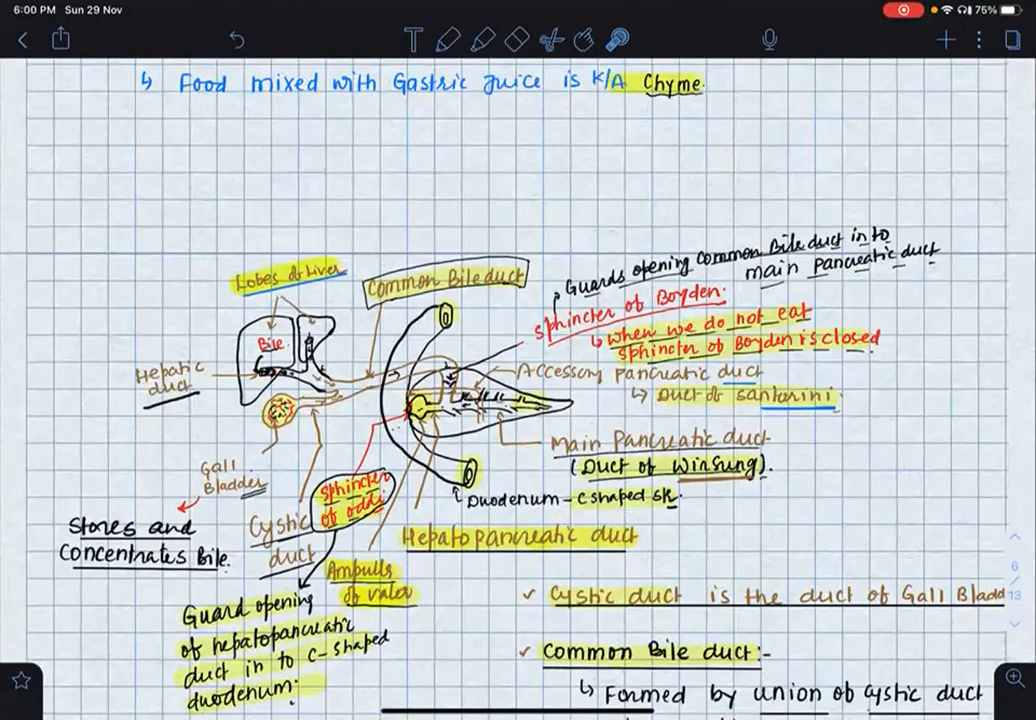 6:00 PM Sun 29 Nov
75%
↳ Food mixed with Gastric Juice is K/A Chyme.
Guards opening Common Bile duct in to
main Pancreatic duct
Lobes of Liver
Common Bile duct
Sphincter of Boyden.
↳ when we do not eat
sphincter of Boyden is closed
Bile
Hepatic
duct
Accessory pancreatic duct
↳ Duct of santorini.
Main Pancreatic duct
(Duct of Winsung).
Gall
Bladder
Sphincter
of oddi
Duodenum - C shaped sk.
Stores and
Concentrates Bile.
Cystic
duct
Hepatopancreatic duct
Ampulls
of vater
Guard opening
of hepatopancreatic
duct in to C-shaped
duodenum.
6
/
13
✓ Cystic duct is the duct of Gall Bladd
✓ Common Bile duct:-
↳ Formed by union of cystic duct